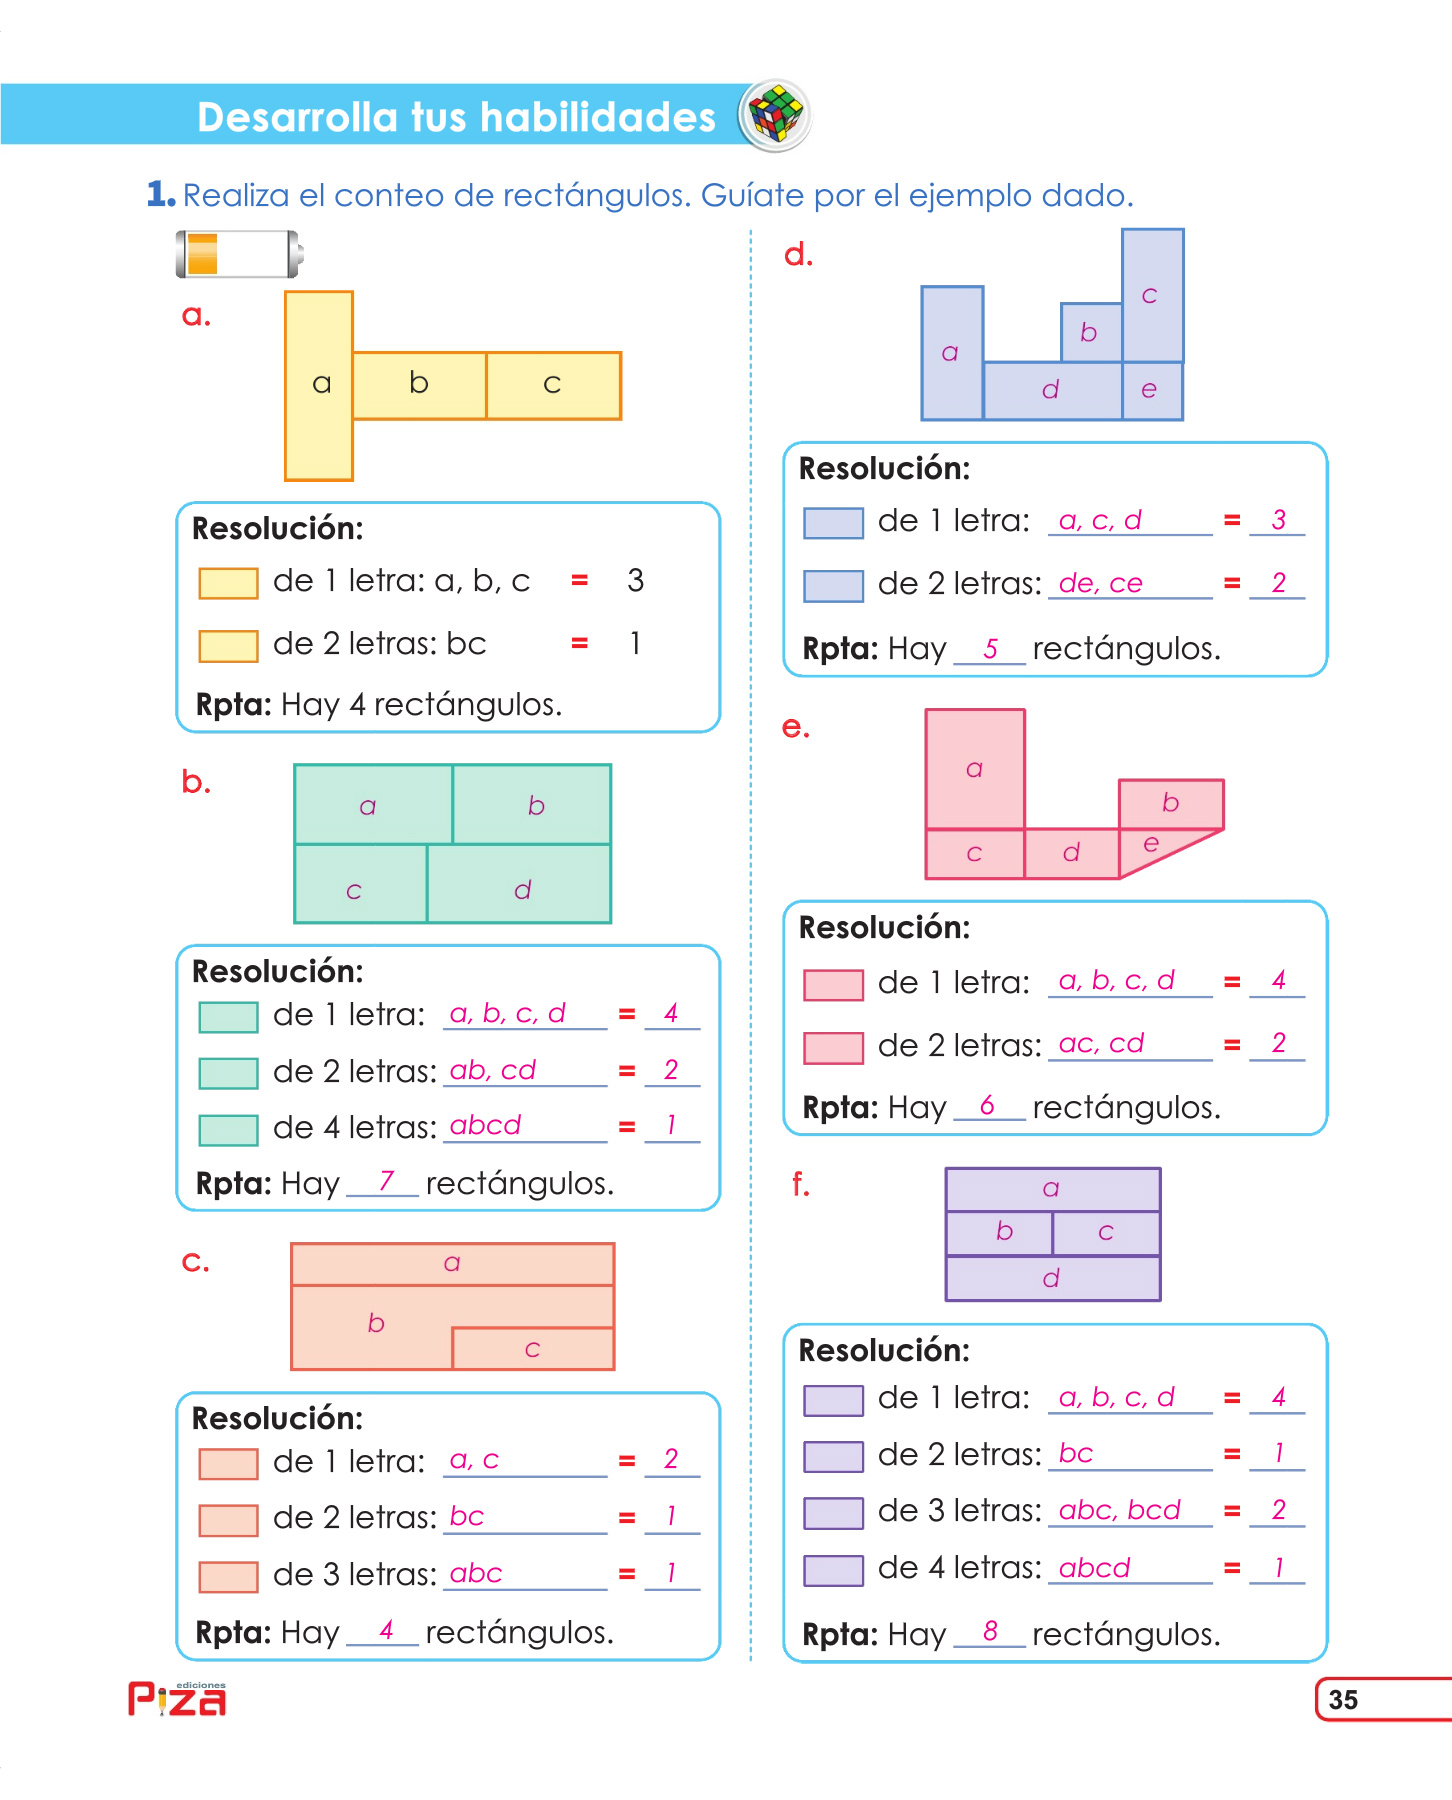 Desarrolla tus habilidades
1. Realiza el conteo de rectángulos. Guíate por el ejemplo dado.
a.
a b c
Resolución:
de 1 letra: a, b, c = 3
de 2 letras: bc = 1
Rpta: Hay 4 rectángulos.
b.
a b
c d
Resolución:
de 1 letra: a, b, c, d = 4
de 2 letras: ab, cd = 2
de 4 letras: abcd = 1
Rpta: Hay 7 rectángulos.
c.
a
b
c
Resolución:
de 1 letra: a, c = 2
de 2 letras: bc = 1
de 3 letras: abc = 1
Rpta: Hay 4 rectángulos.
d.
c
b
a
d e
Resolución:
de 1 letra: a, c, d = 3
de 2 letras: de, ce = 2
Rpta: Hay 5 rectángulos.
e.
a
b
c d e
Resolución:
de 1 letra: a, b, c, d = 4
de 2 letras: ac, cd = 2
Rpta: Hay 6 rectángulos.
f.
a
b c
d
Resolución:
de 1 letra: a, b, c, d = 4
de 2 letras: bc = 1
de 3 letras: abc, bcd = 2
de 4 letras: abcd = 1
Rpta: Hay 8 rectángulos.
ediciones
Piza
35